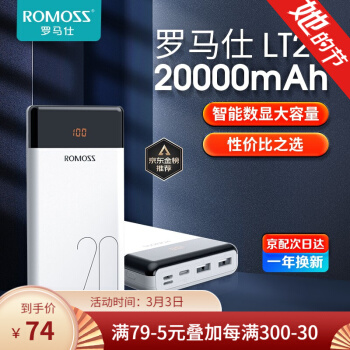 ROMOSS
罗马仕
她的节
罗马仕 LT2
20000mAh
智能数显大容量
性价比之选
京东金榜
推荐
100
ROMOSS
20
京配次日达
一年换新
活动时间：3月3日
¥74
满79-5元叠加每满300-30